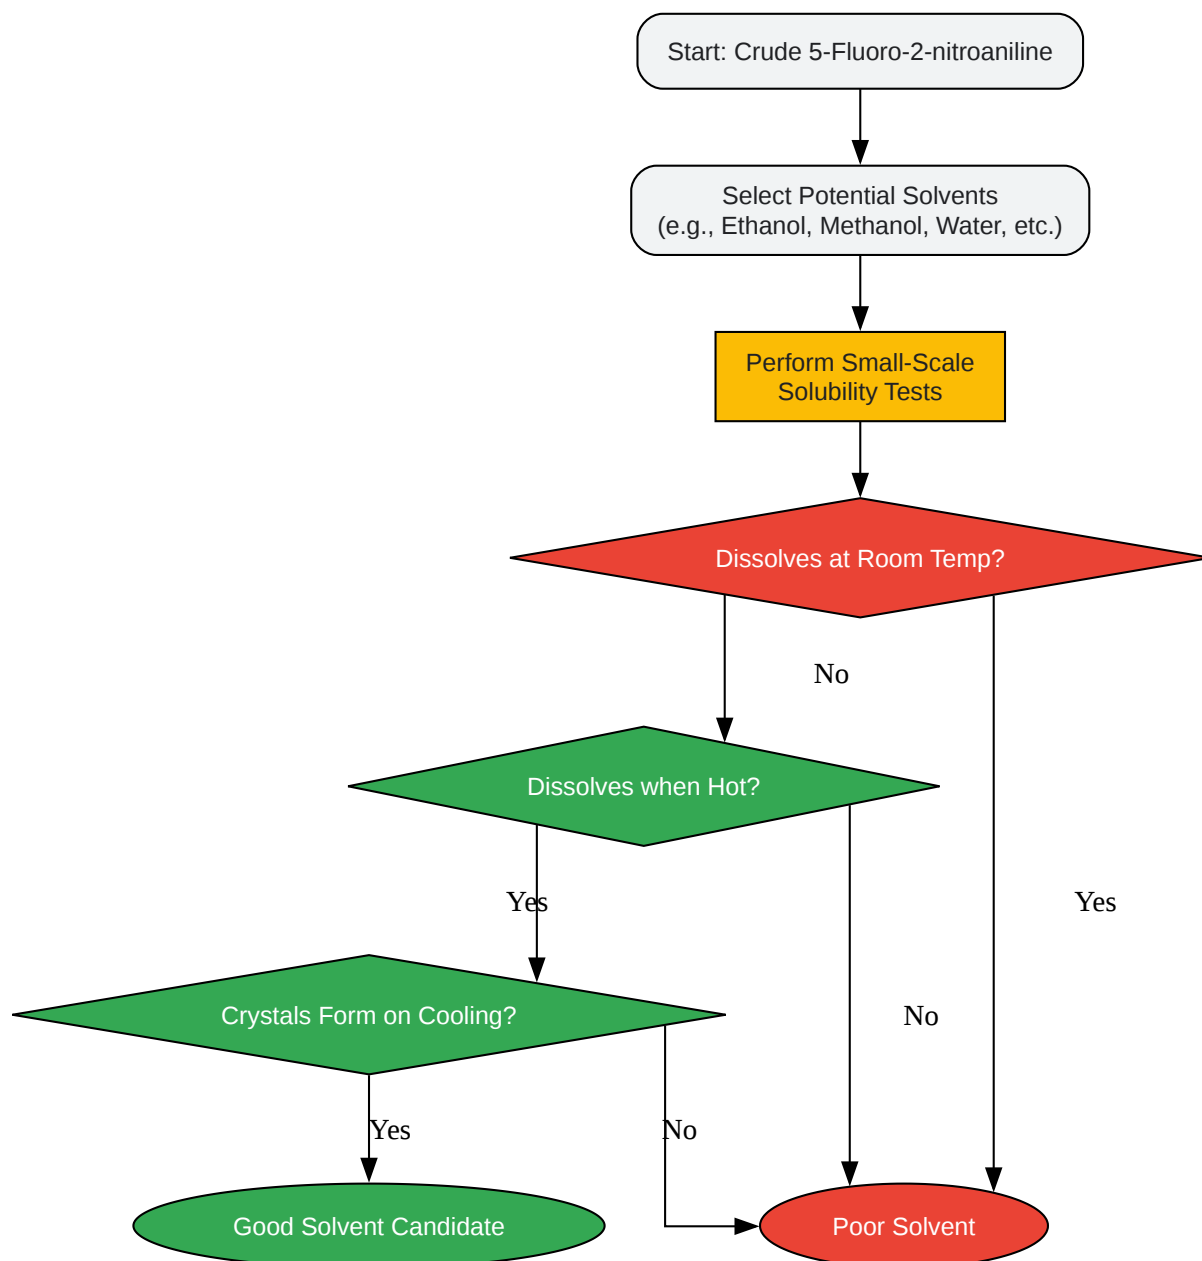 Start: Crude 5-Fluoro-2-nitroaniline
Select Potential Solvents
(e.g., Ethanol, Methanol, Water, etc.)
Perform Small-Scale
Solubility Tests
Dissolves at Room Temp?
No
Dissolves when Hot?
Yes
Yes
Crystals Form on Cooling?
No
Yes
No
Good Solvent Candidate
Poor Solvent